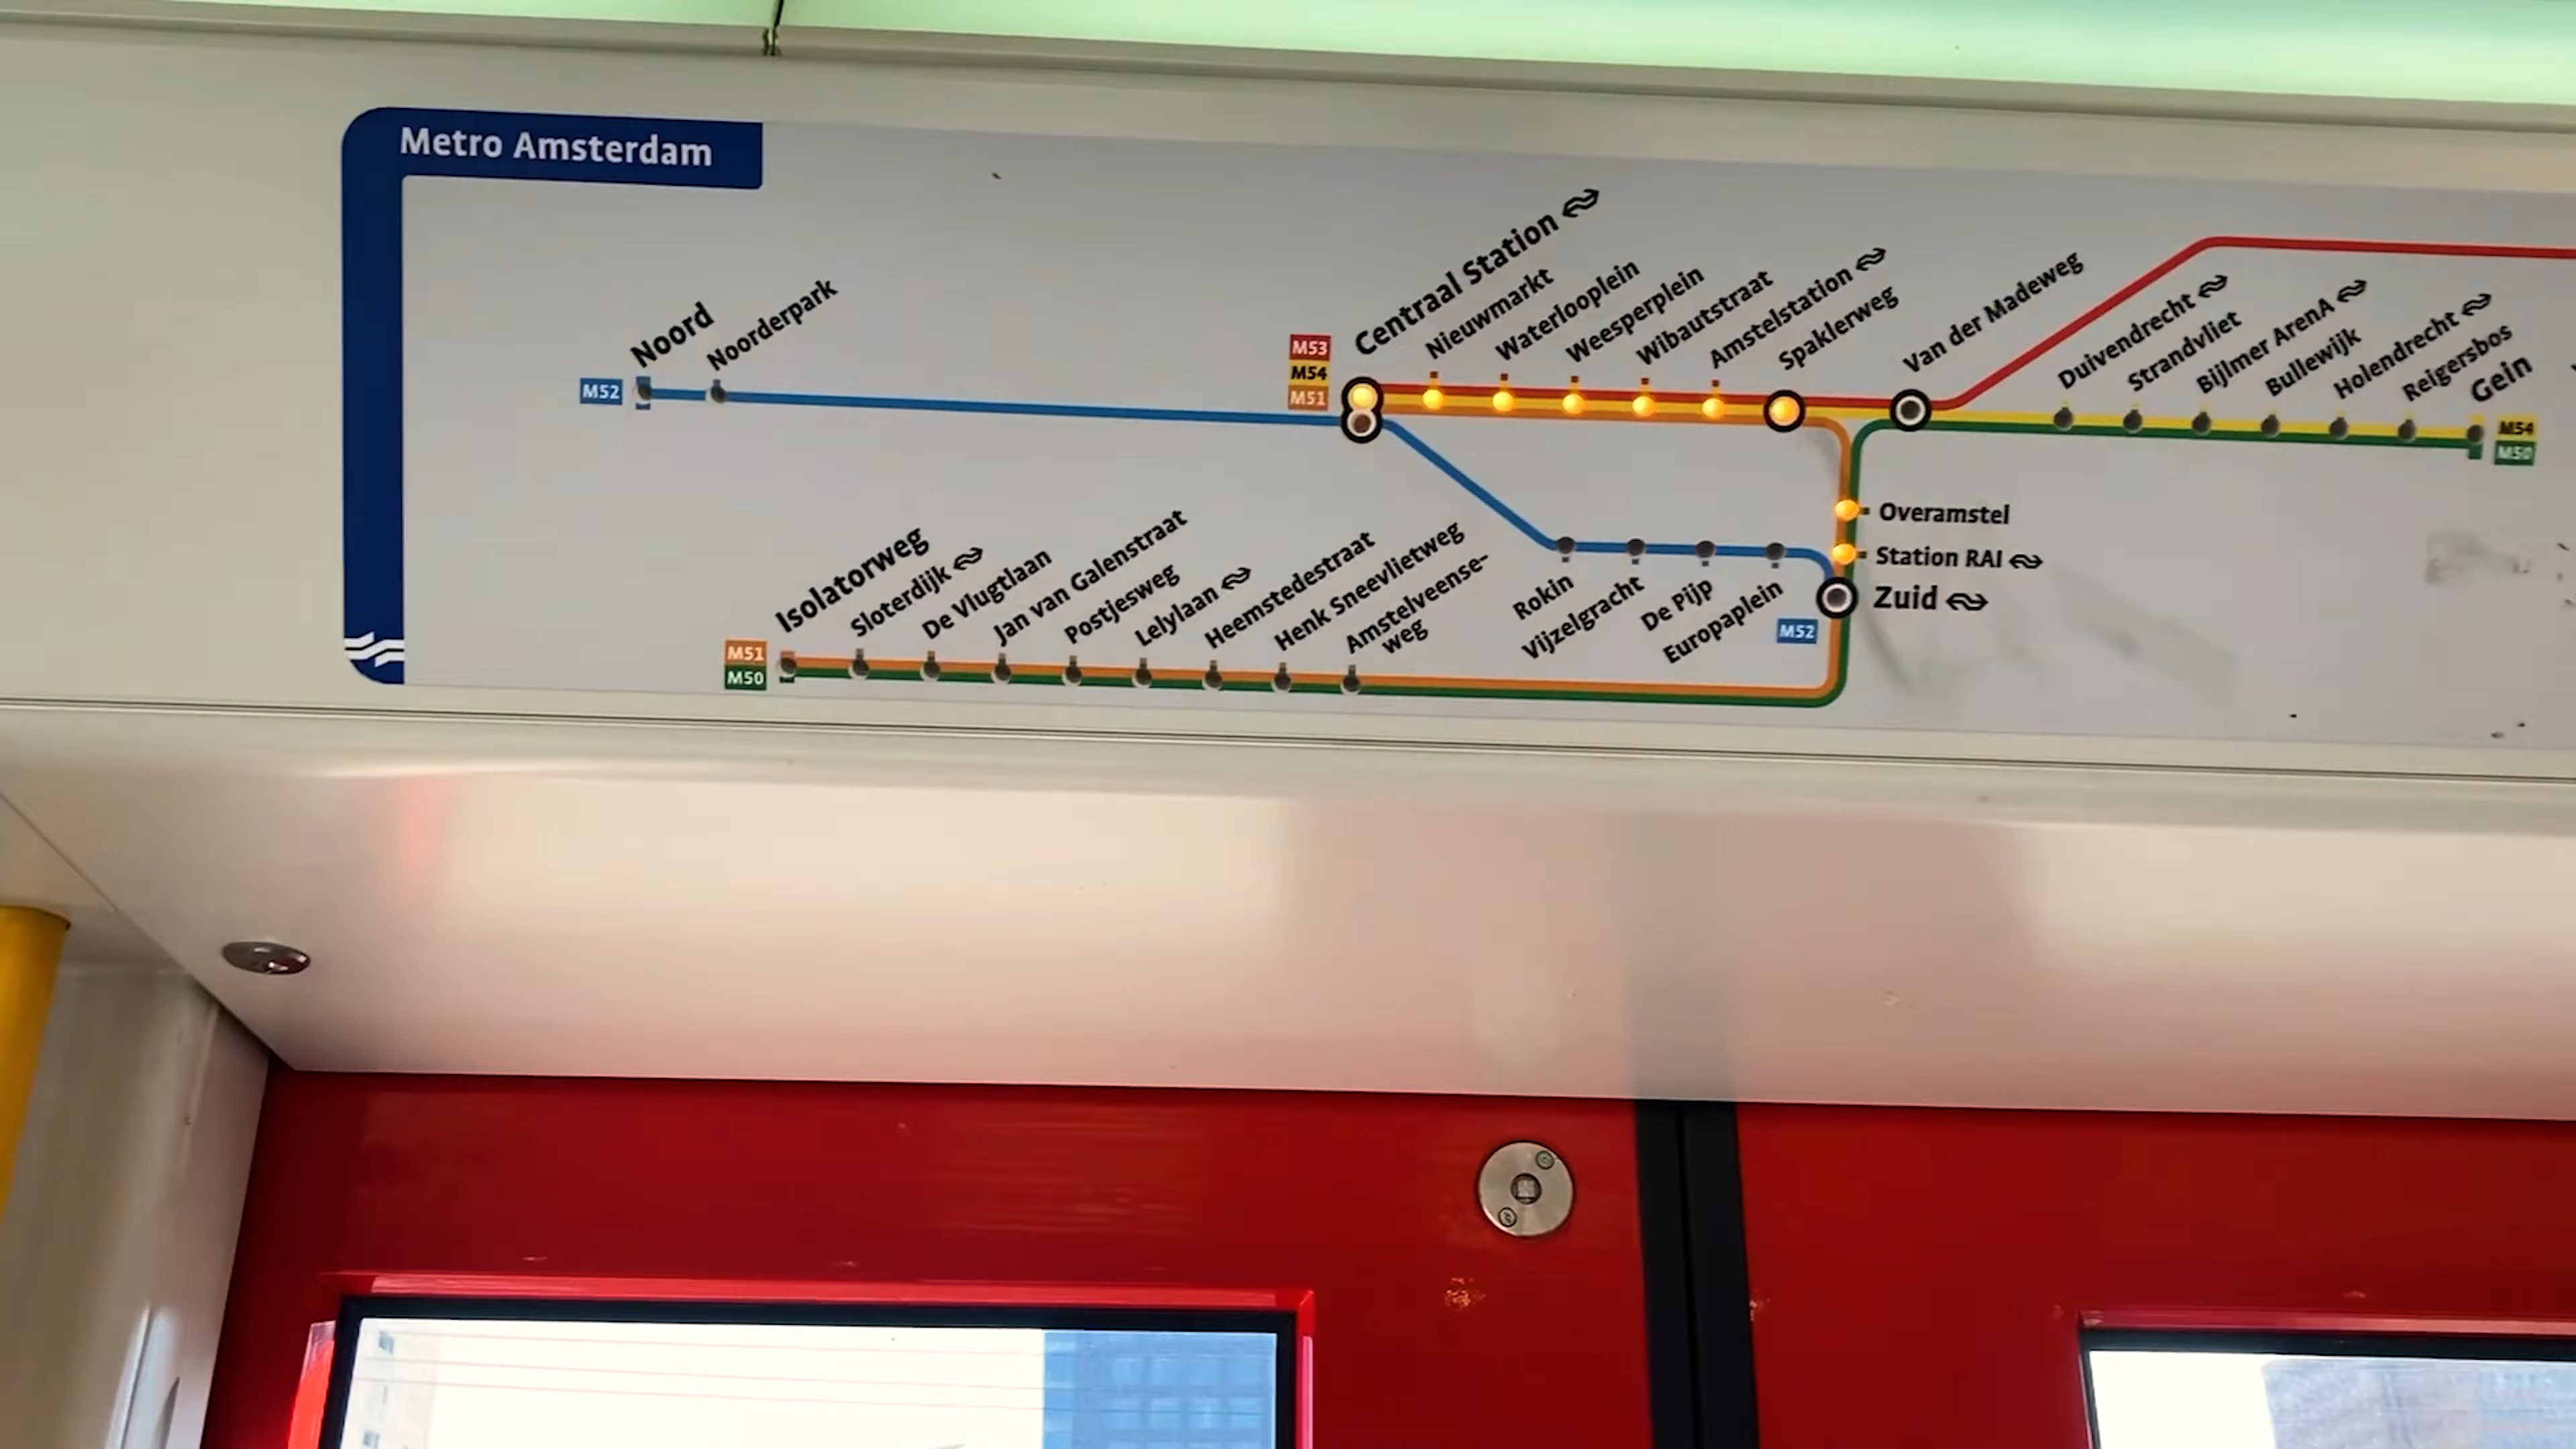 Metro Amsterdam
M52
Noord
Noorderpark
M53
M54
M51
Centraal Station
Nieuwmarkt
Waterlooplein
Weesperplein
Wibautstraat
Amstelstation
Spaklerweg
Van der Madeweg
Duivendrecht
Strandvliet
Bijlmer ArenA
Bullewijk
Holendrecht
Reigersbos
Gein
M54
M50
Overamstel
Station RAI
Zuid
M52
Rokin
Vijzelgracht
De Pijp
Europaplein
M51
M50
Isolatorweg
Sloterdijk
De Vlugtlaan
Jan van Galenstraat
Postjesweg
Lelylaan
Heemstedestraat
Henk Sneevlietweg
Amstelveense-
weg